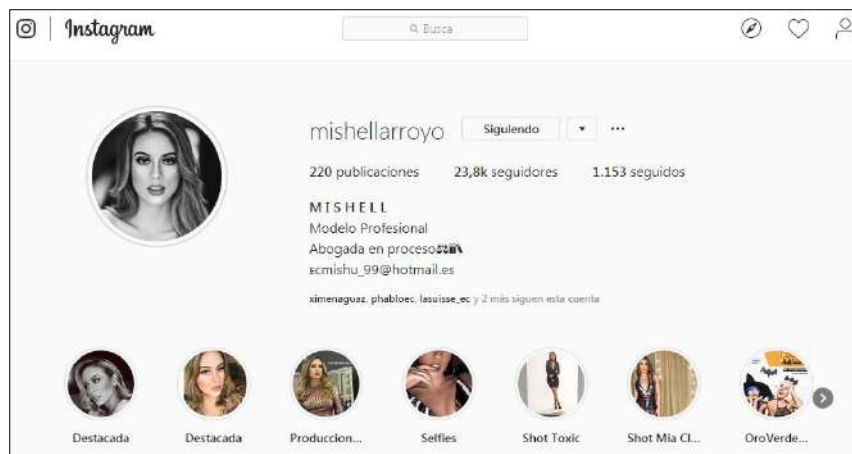 Instagram
Busca
mishellarroyo Siguiendo
220 publicaciones 23,8k seguidores 1.153 seguidos
MISHELL
Modelo Profesional
Abogada en proceso
ecmishu_99@hotmail.es
ximenaguaz, phabloec, lasuisse_ec y 2 más siguen esta cuenta
Destacada Destacada Produccion... Selfies Shot Toxic Shot Mia Cl... OroVerde...